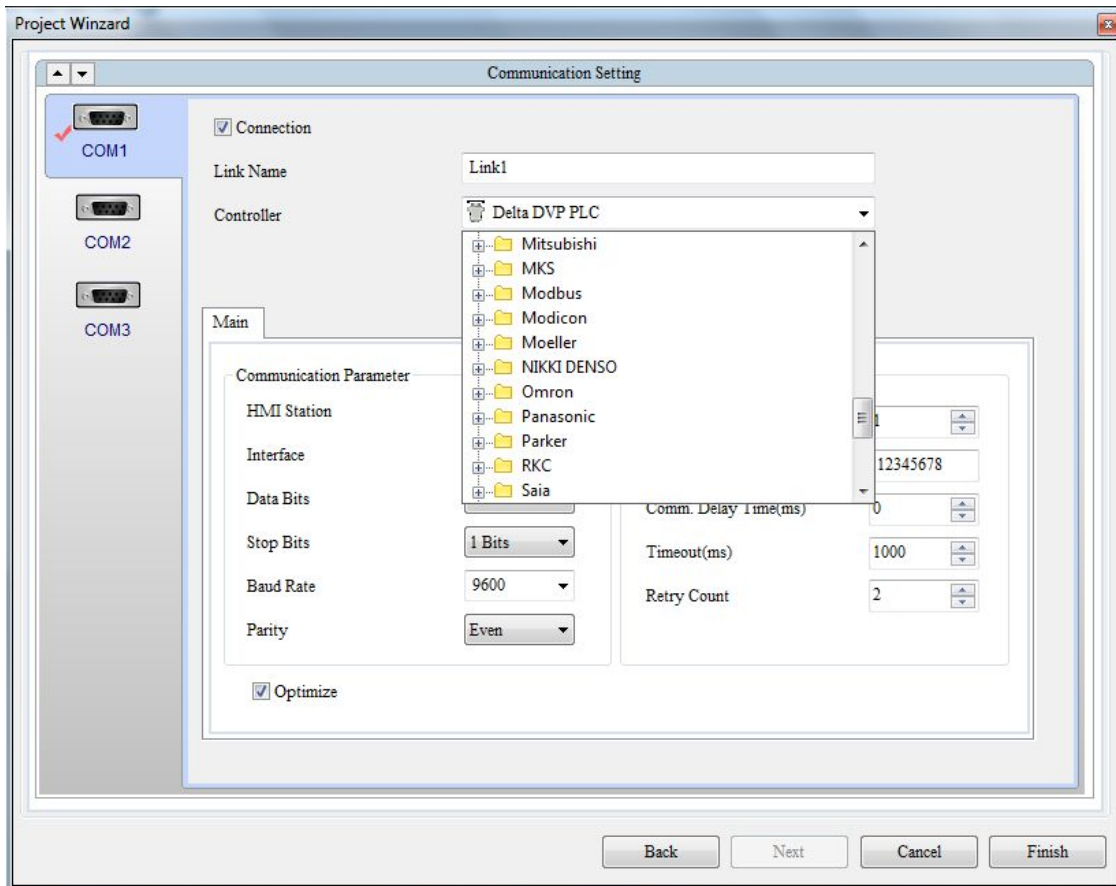 Project Winzard
Communication Setting
COM1
COM2
COM3
Connection
Link Name
Link1
Controller
Delta DVP PLC
Mitsubishi
MKS
Modbus
Modicon
Moeller
NIKKI DENSO
Omron
Panasonic
Parker
RKC
Saia
Main
Communication Parameter
HMI Station
Interface
Data Bits
Stop Bits
1 Bits
Baud Rate
9600
Parity
Even
1
12345678
Comm. Delay Time(ms)
0
Timeout(ms)
1000
Retry Count
2
Optimize
Back
Next
Cancel
Finish